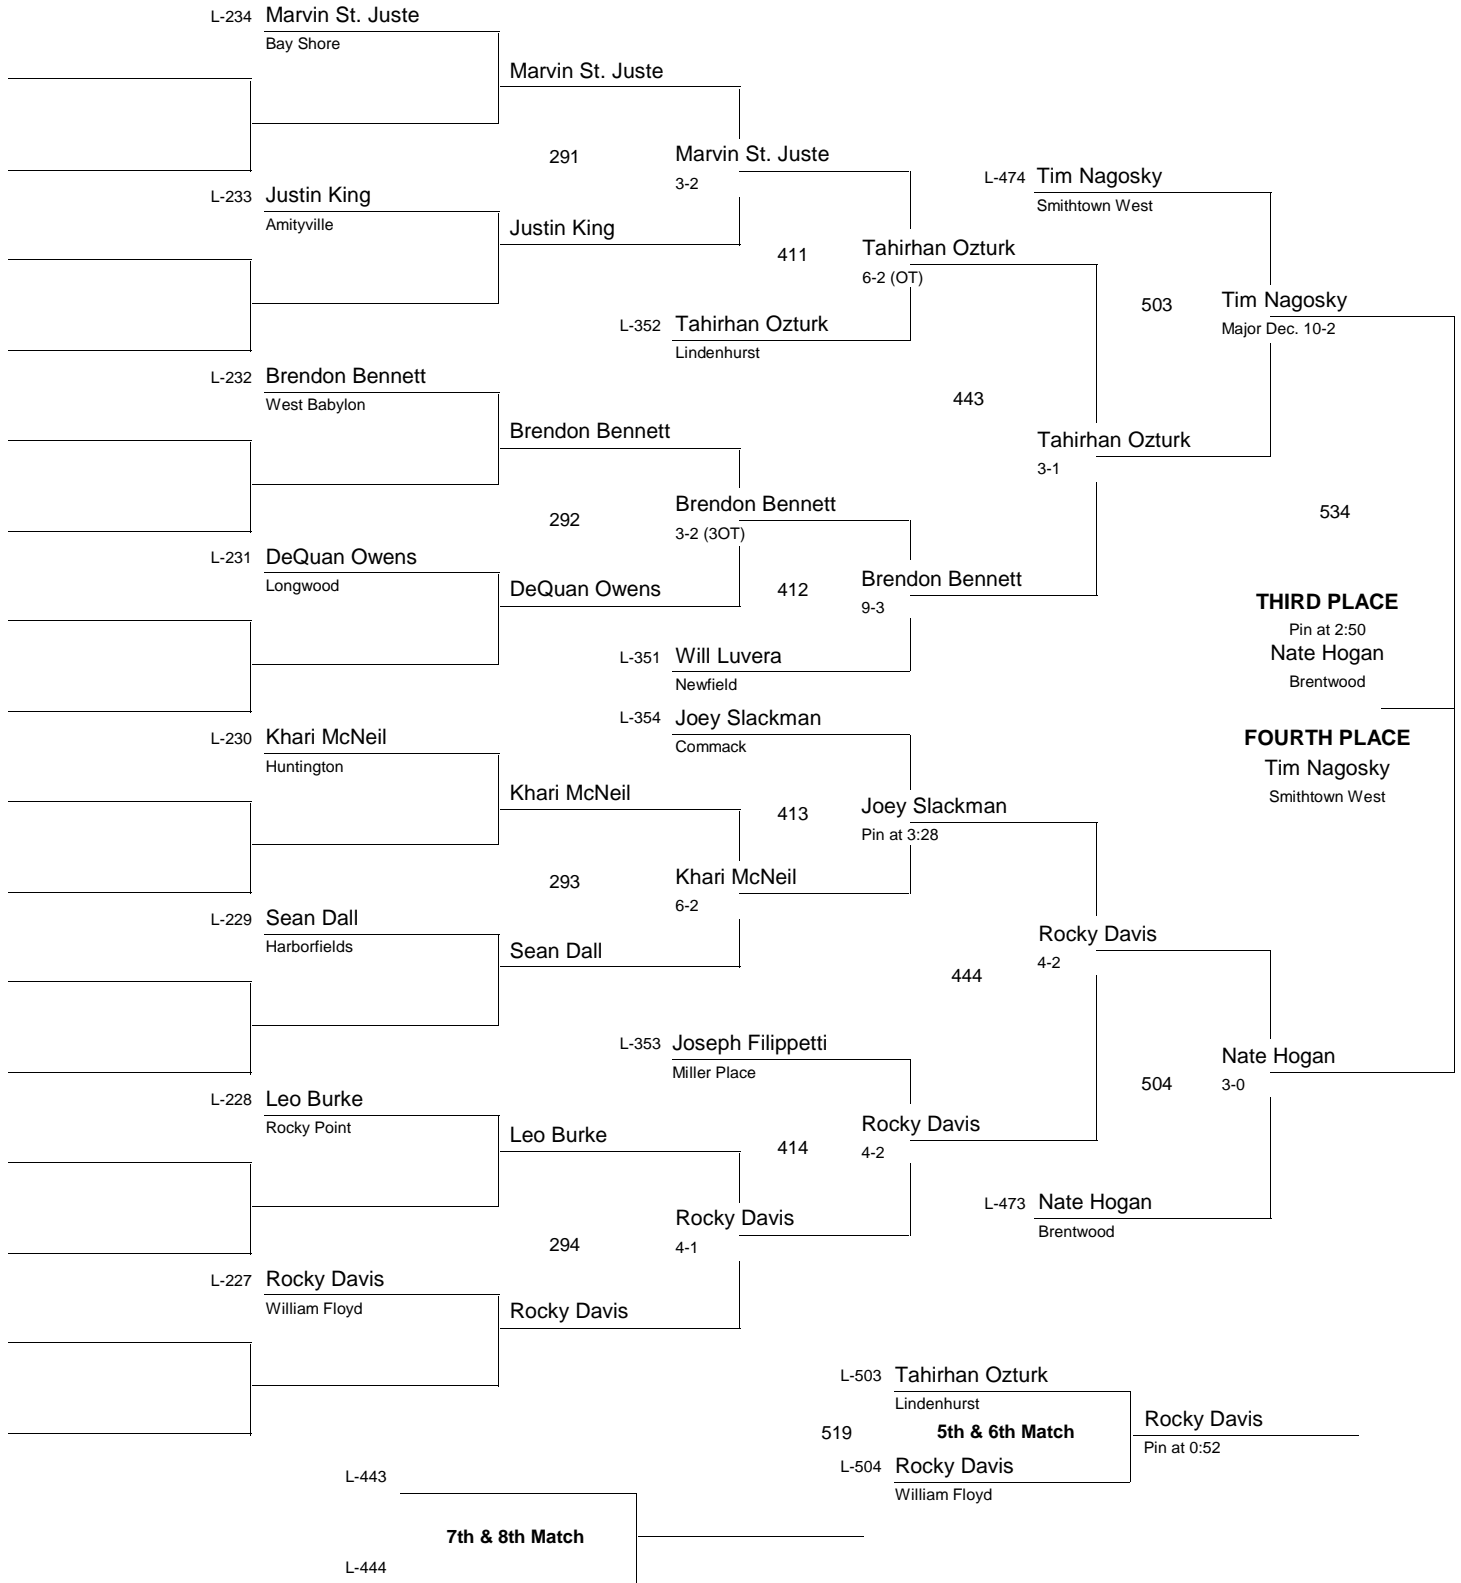 L-234 Marvin St. Juste
Bay Shore
Marvin St. Juste
291
Marvin St. Juste
3-2
L-233 Justin King
Amityville
Justin King
411
Tahirhan Ozturk
6-2 (OT)
L-352 Tahirhan Ozturk
Lindenhurst
L-474 Tim Nagosky
Smithtown West
503
Tim Nagosky
Major Dec. 10-2
L-232 Brendon Bennett
West Babylon
Brendon Bennett
443
Tahirhan Ozturk
3-1
292
Brendon Bennett
3-2 (3OT)
534
L-231 DeQuan Owens
Longwood
DeQuan Owens
412
Brendon Bennett
9-3
L-351 Will Luvera
Newfield
THIRD PLACE
Pin at 2:50
Nate Hogan
Brentwood
L-354 Joey Slackman
Commack
FOURTH PLACE
Tim Nagosky
Smithtown West
L-230 Khari McNeil
Huntington
Khari McNeil
413
Joey Slackman
Pin at 3:28
293
Khari McNeil
6-2
L-229 Sean Dall
Harborfields
Sean Dall
444
Rocky Davis
4-2
L-353 Joseph Filippetti
Miller Place
504
Nate Hogan
3-0
L-228 Leo Burke
Rocky Point
Leo Burke
414
Rocky Davis
4-2
294
Rocky Davis
4-1
L-473 Nate Hogan
Brentwood
L-227 Rocky Davis
William Floyd
Rocky Davis
L-503 Tahirhan Ozturk
Lindenhurst
519 5th & 6th Match
Rocky Davis
Pin at 0:52
L-504 Rocky Davis
William Floyd
L-443
7th & 8th Match
L-444